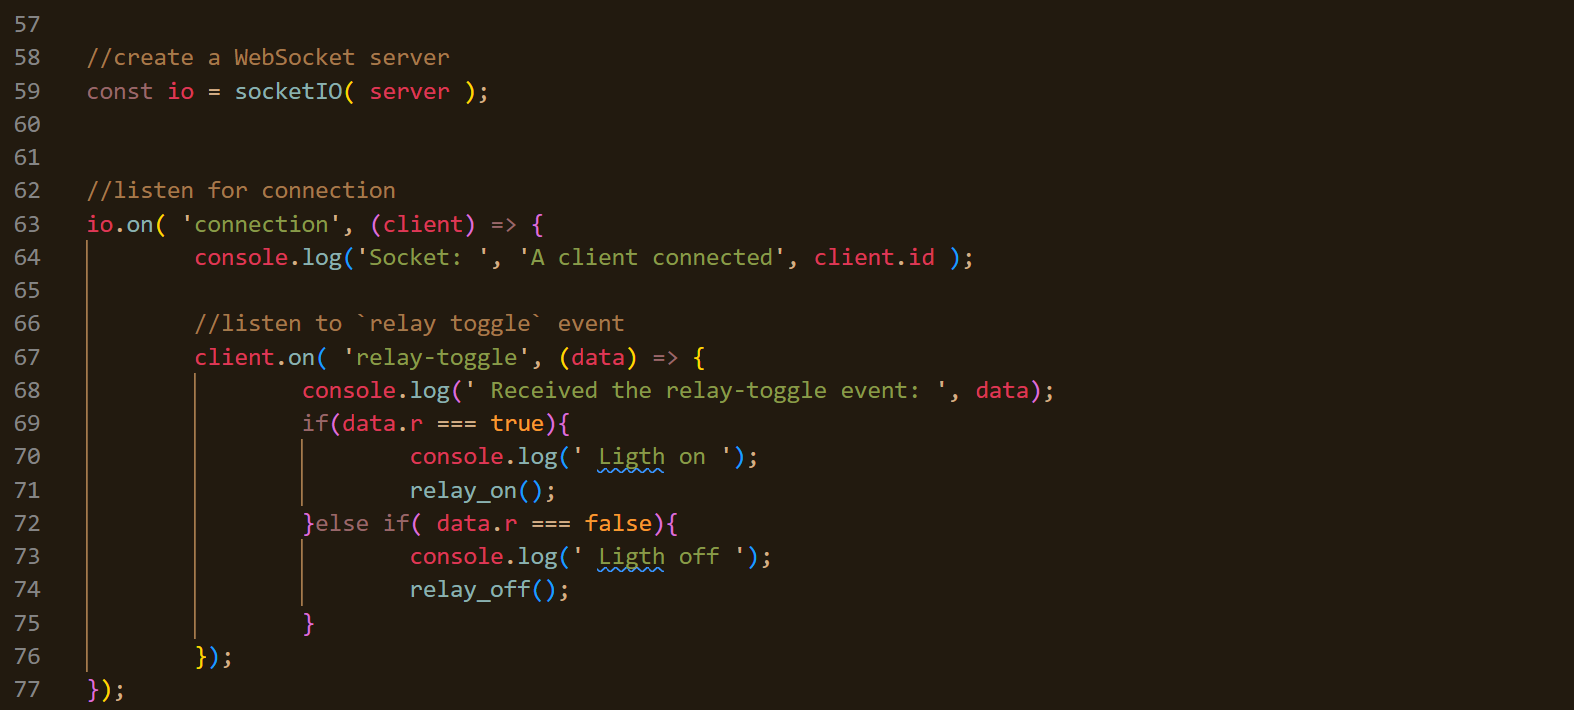 57
58 //create a WebSocket server
59 const io = socketIO( server );
60
61
62 //listen for connection
63 io.on( 'connection', (client) => {
64 console.log('Socket: ', 'A client connected', client.id );
65
66 //listen to `relay toggle` event
67 client.on( 'relay-toggle', (data) => {
68 console.log(' Received the relay-toggle event: ', data);
69 if(data.r === true){
70 console.log(' Ligth on ');
71 relay_on();
72 }else if( data.r === false){
73 console.log(' Ligth off ');
74 relay_off();
75 }
76 });
77 });